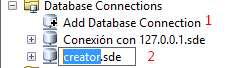 Database Connections
Add Database Connection 1
Conexión con 127.0.0.1.sde
creator.sde 2